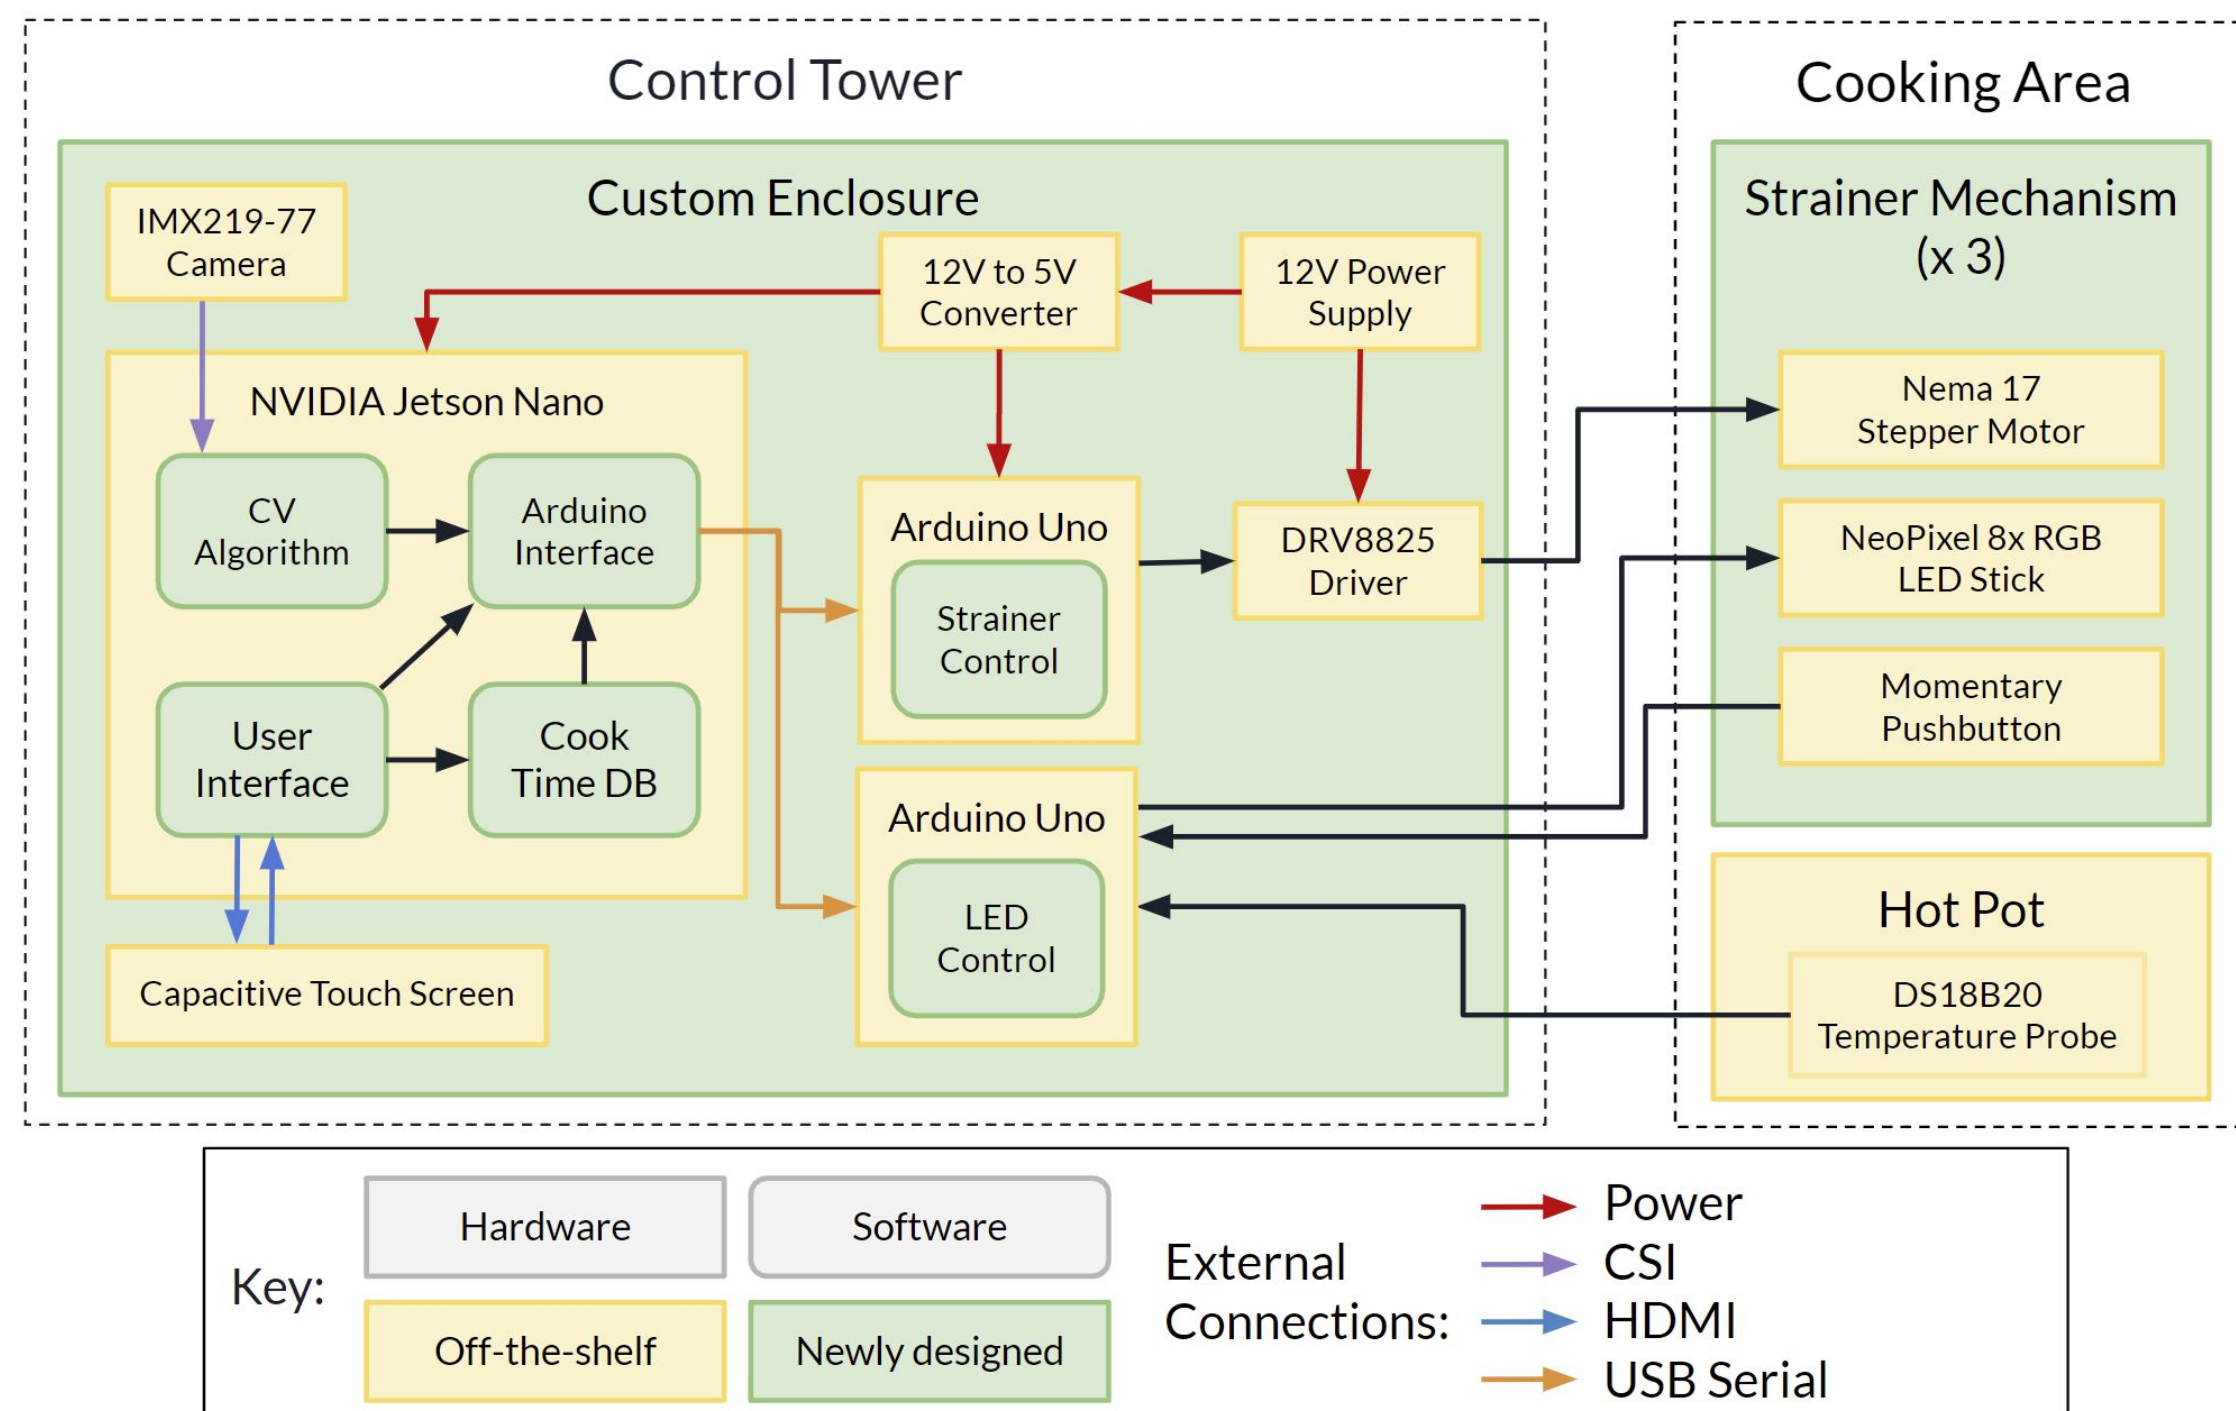 Control Tower
Custom Enclosure
IMX219-77
Camera
12V to 5V
Converter
12V Power
Supply
NVIDIA Jetson Nano
CV
Algorithm
Arduino
Interface
User
Interface
Cook
Time DB
Capacitive Touch Screen
Arduino Uno
Strainer
Control
DRV8825
Driver
Arduino Uno
LED
Control
Cooking Area
Strainer Mechanism
(x 3)
Nema 17
Stepper Motor
NeoPixel 8x RGB
LED Stick
Momentary
Pushbutton
Hot Pot
DS18B20
Temperature Probe
Key:
Hardware
Software
Off-the-shelf
Newly designed
External
Connections:
Power
CSI
HDMI
USB Serial